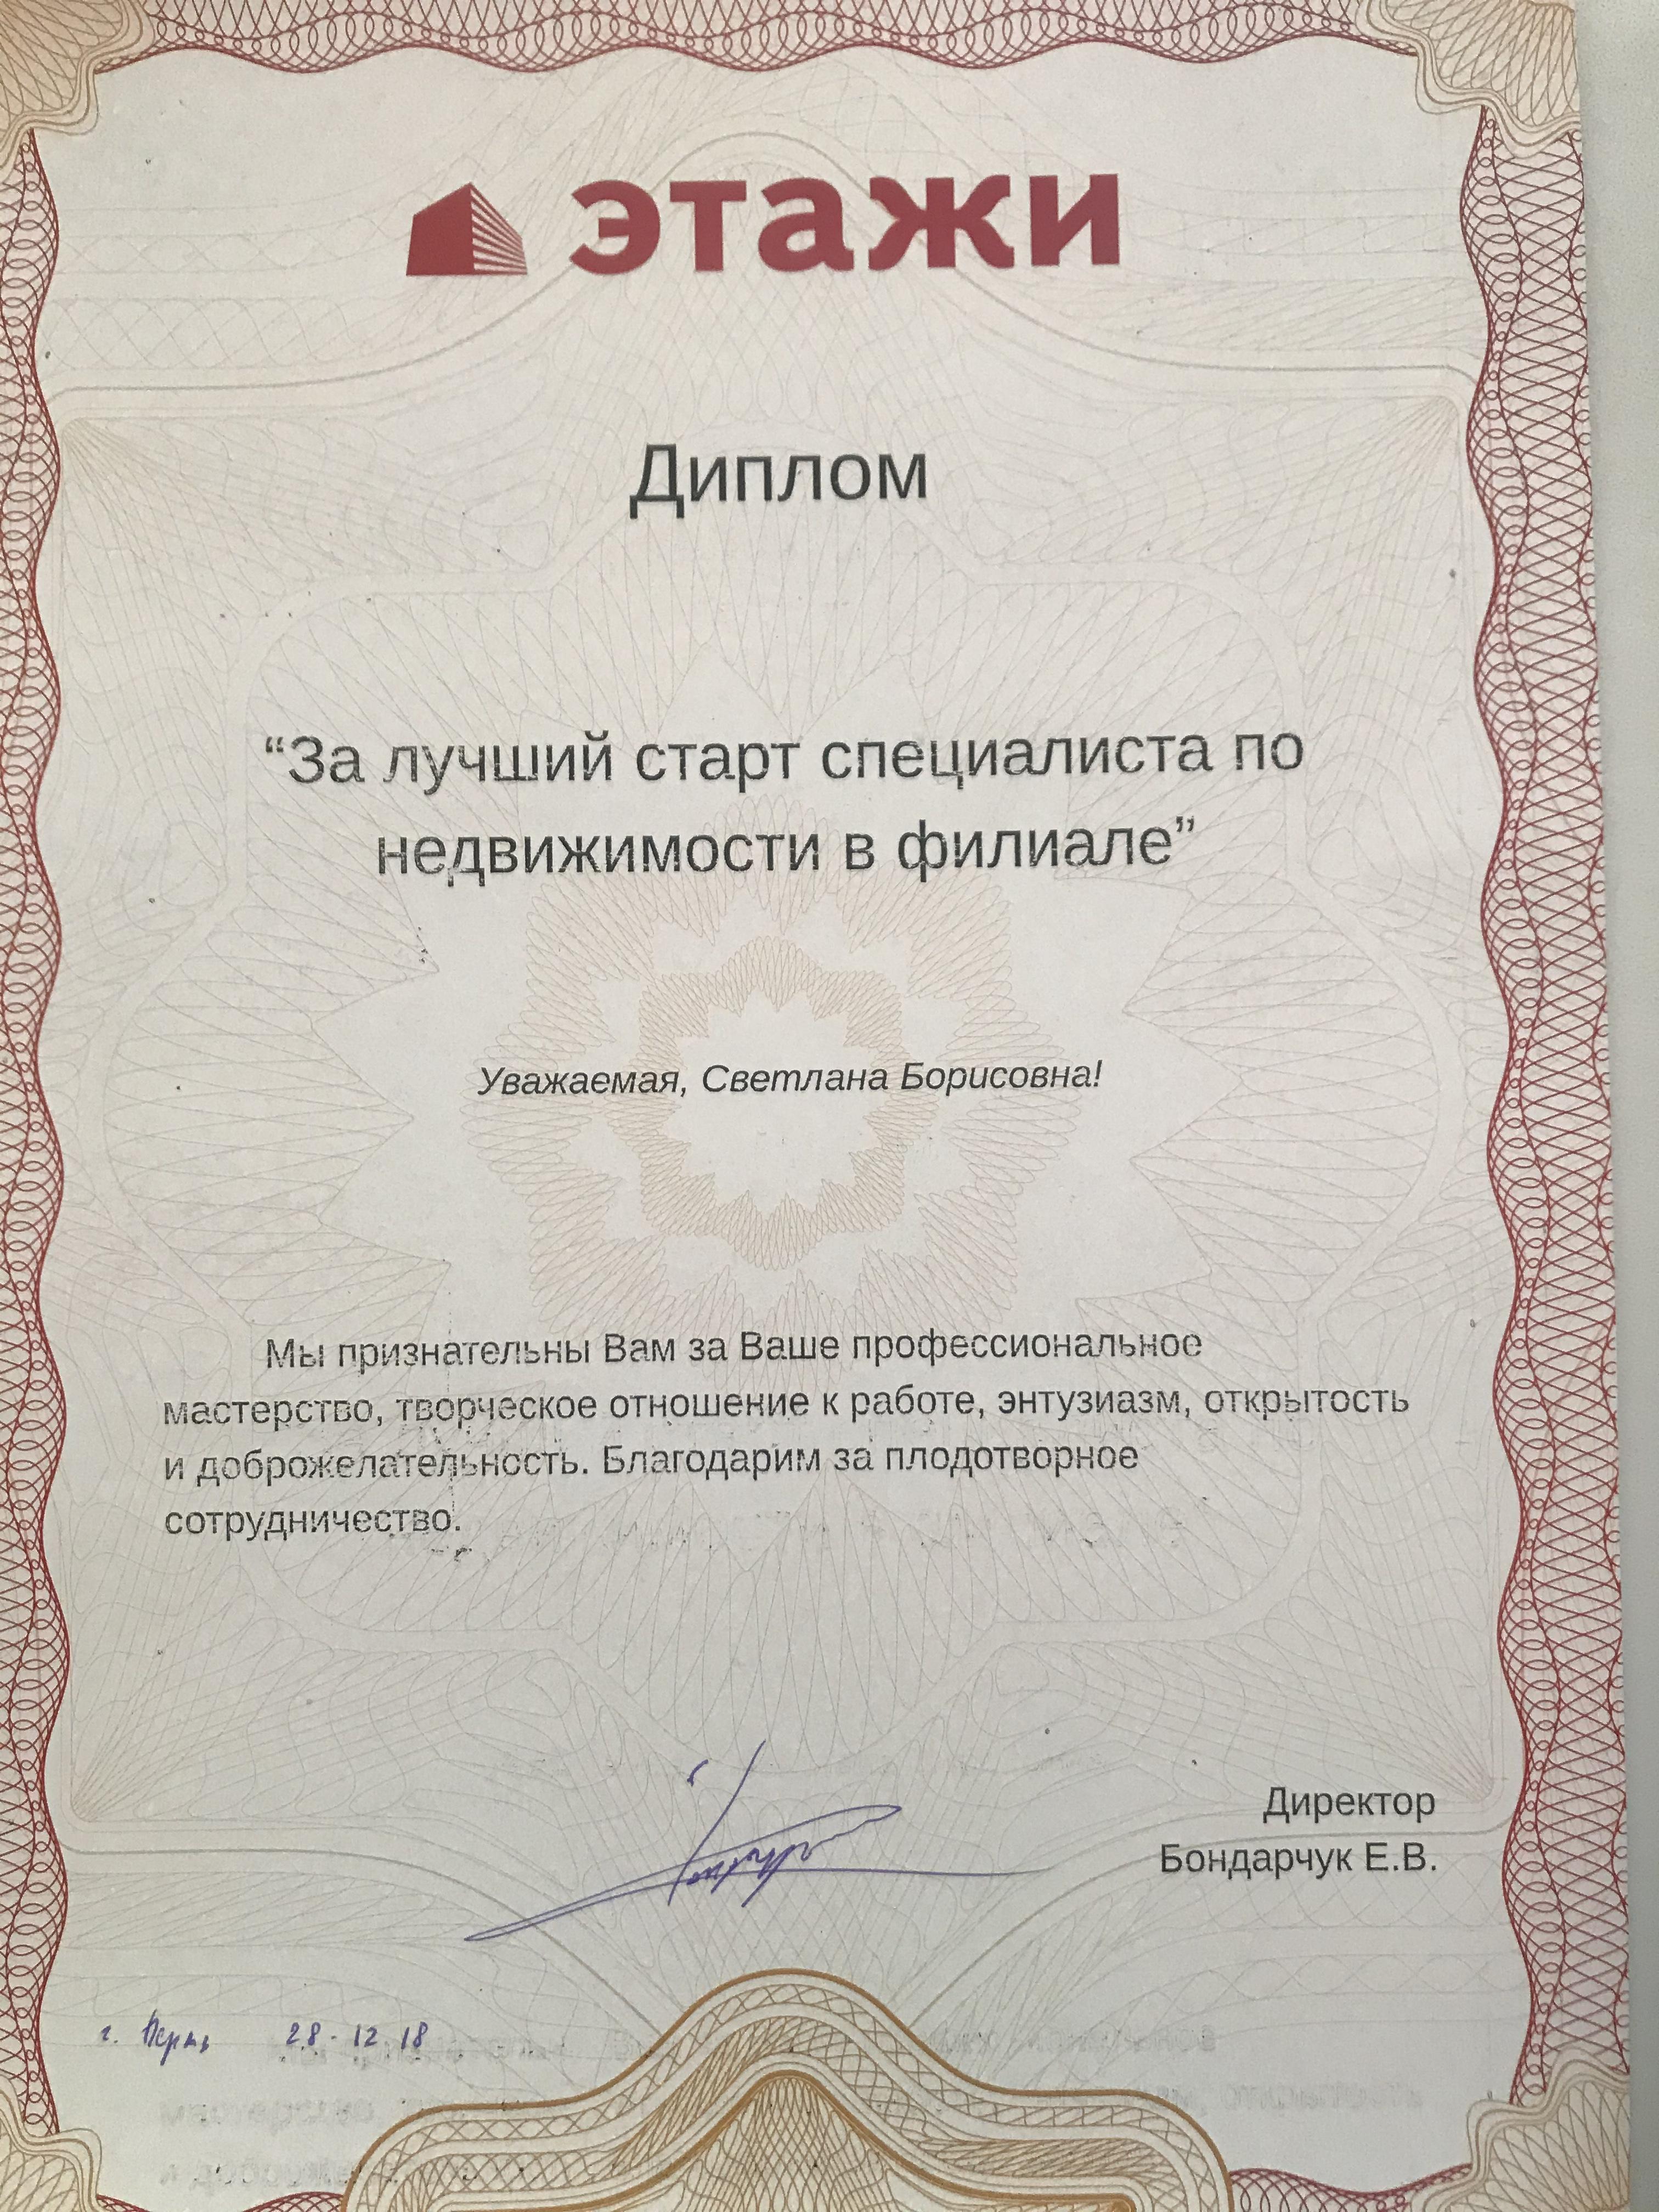 этажи
Диплом
“За лучший старт специалиста по
недвижимости в филиале”
Уважаемая, Светлана Борисовна!
Мы признательны Вам за Ваше профессиональное
мастерство, творческое отношение к работе, энтузиазм, открытость
и доброжелательность. Благодарим за плодотворное
сотрудничество.
Директор
Бондарчук Е.В.
г. Пермь 28-12 18